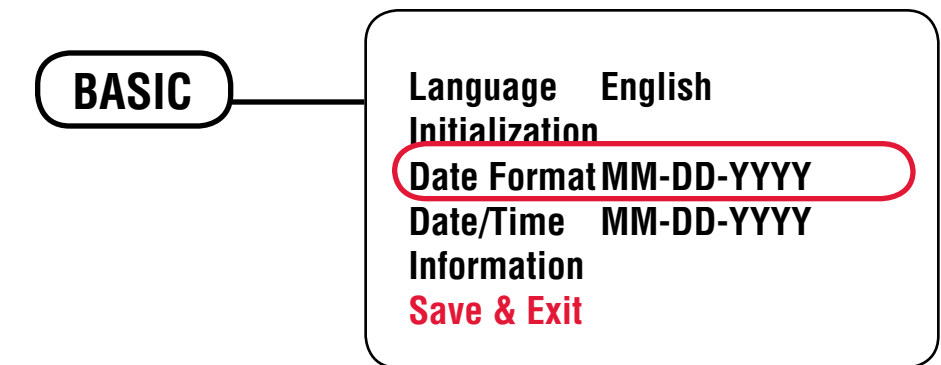 BASIC
Language English
Initialization
Date Format MM-DD-YYYY
Date/Time MM-DD-YYYY
Information
Save & Exit